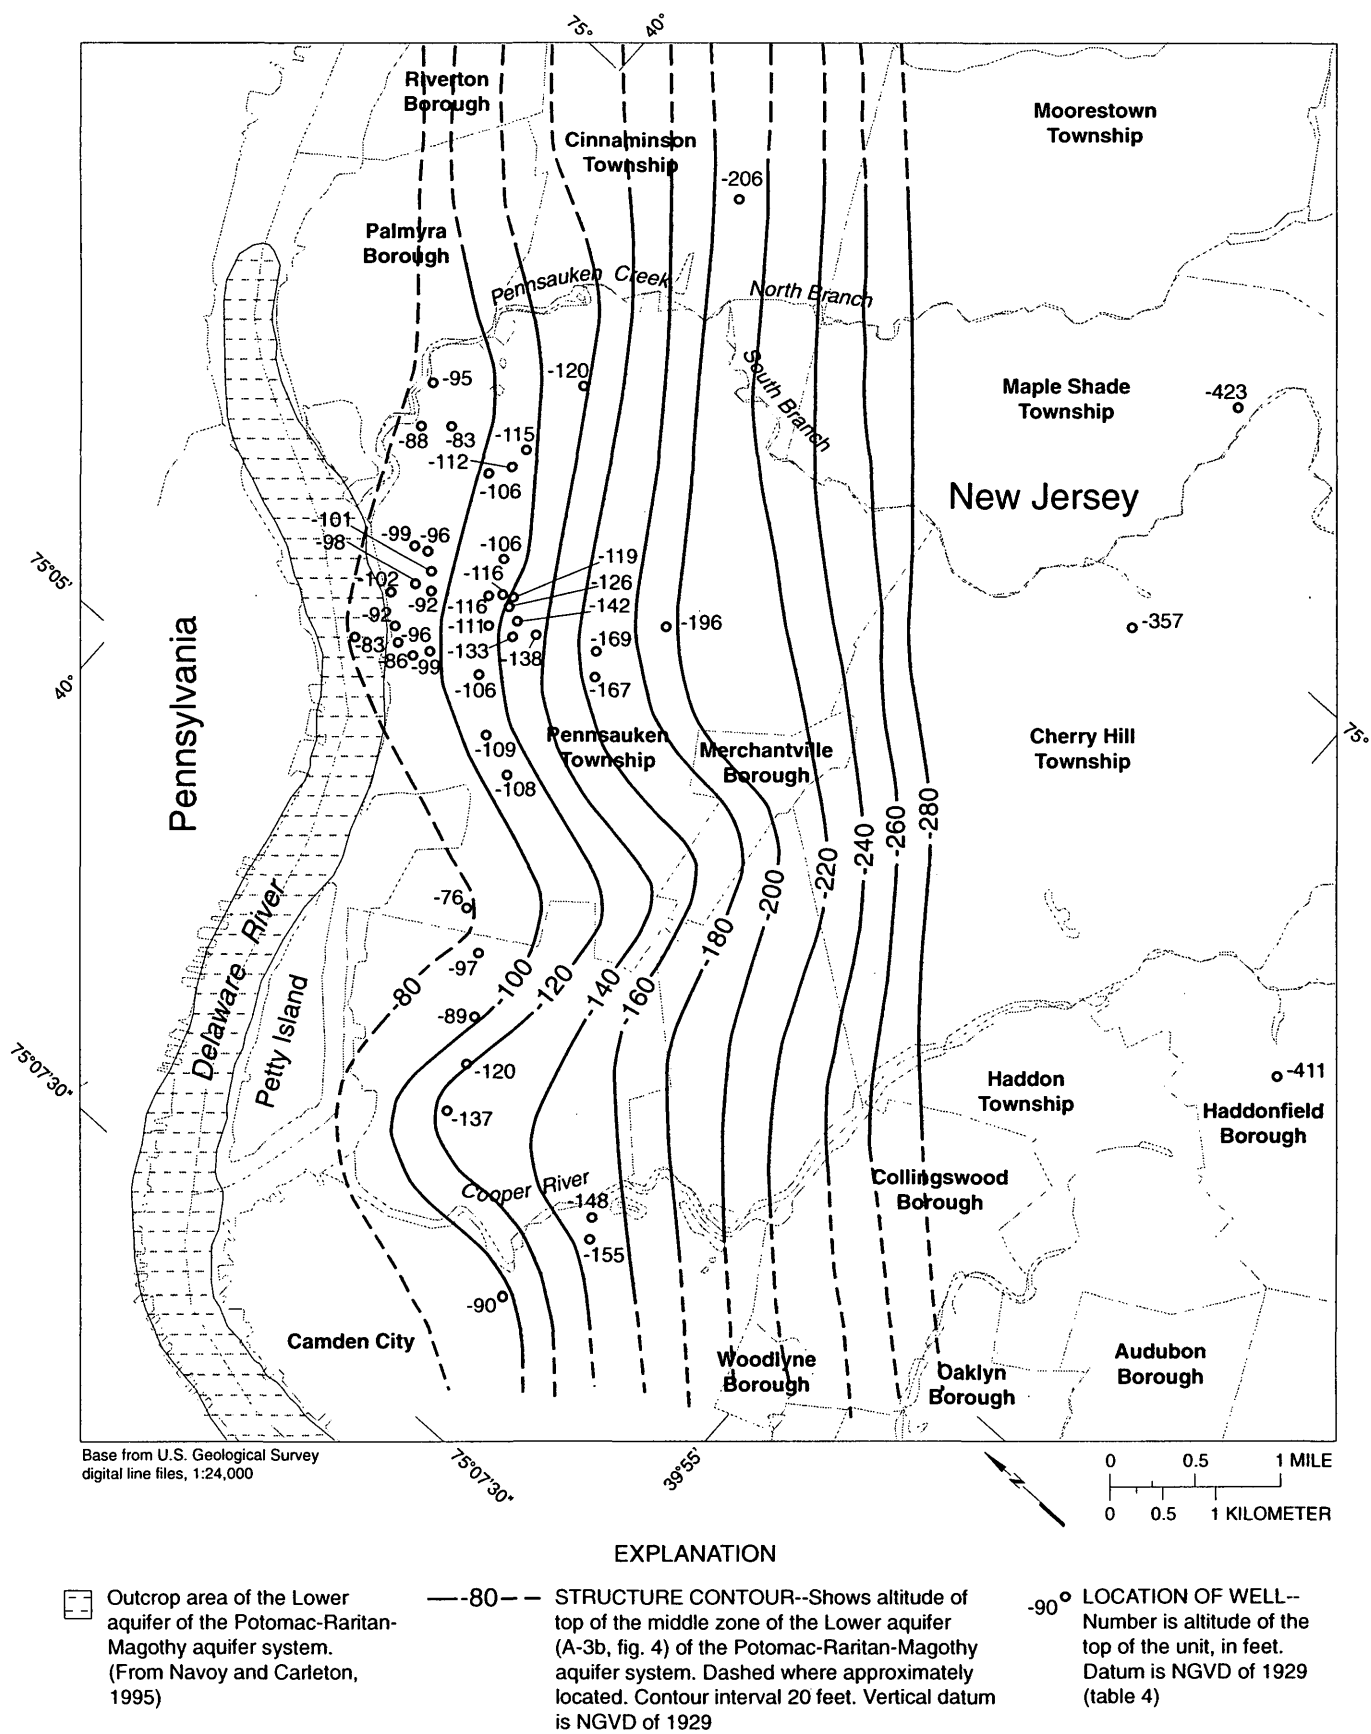 75°
40°
Riverton
Borough
Moorestown
Township
Cinnaminson
Township
-206
Palmyra
Borough
Pennsauken Creek
North Branch
South Branch
-95
-120
Maple Shade
Township
-423
-88
-83
-115
-112
-106
New Jersey
-101
-99
-96
-98
-106
-119
75°05'
-102
-116
-126
-92
-116
-142
-92
-111
-196
-357
-83
-96
-133
-138
-169
-86
-99
-106
-167
40°
Pennsylvania
-109
Pennsauken
Township
Merchantville
Borough
Cherry Hill
Township
75°
-108
-280
-260
-240
-220
-200
-76
-180
-97
-80
-100
-120
-140
-160
Delaware River
Petty Island
-89
75°07'30"
-120
-411
-137
Haddon
Township
Haddonfield
Borough
Cooper River
Collingswood
Borough
-148
-155
-90
Camden City
Woodlyne
Borough
Oaklyn
Borough
Audubon
Borough
Base from U.S. Geological Survey
digital line files, 1:24,000
75°07'30"
39°55
N
0 0.5 1 MILE
0 0.5 1 KILOMETER
EXPLANATION
Outcrop area of the Lower
aquifer of the Potomac-Raritan-
Magothy aquifer system.
(From Navoy and Carleton,
1995)
-80
STRUCTURE CONTOUR--Shows altitude of
top of the middle zone of the Lower aquifer
(A-3b, fig. 4) of the Potomac-Raritan-Magothy
aquifer system. Dashed where approximately
located. Contour interval 20 feet. Vertical datum
is NGVD of 1929
-90
LOCATION OF WELL--
Number is altitude of the
top of the unit, in feet.
Datum is NGVD of 1929
(table 4)